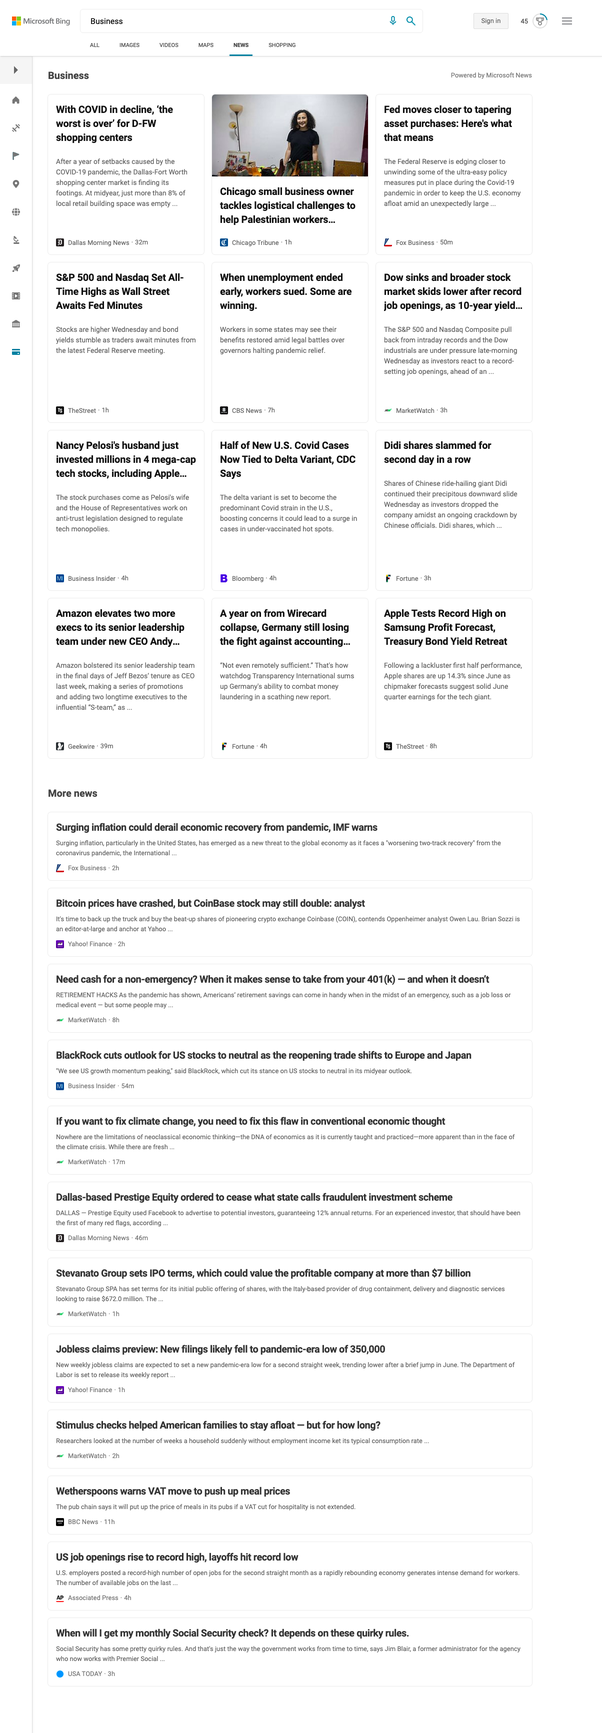 Microsoft Bing
Business
Sign in
45
ALL
IMAGES
VIDEOS
MAPS
NEWS
SHOPPING
Business
Powered by Microsoft News
With COVID in decline, 'the
worst is over' for D-FW
shopping centers
After a year of setbacks caused by the
COVID-19 pandemic, the Dallas-Fort Worth
shopping center market is finding its
footings. At midyear, just more than 8% of
local retail building space was empty ...
Dallas Morning News · 32m
Chicago small business owner
tackles logistical challenges to
help Palestinian workers...
Chicago Tribune · 1h
Fed moves closer to tapering
asset purchases: Here's what
that means
The Federal Reserve is edging closer to
unwinding some of the ultra-easy policy
measures put in place during the Covid-19
pandemic in order to keep the U.S. economy
afloat amid an unexpectedly large ...
Fox Business · 50m
S&P 500 and Nasdaq Set All-
Time Highs as Wall Street
Awaits Fed Minutes
Stocks are higher Wednesday and bond
yields stumble as traders await minutes from
the latest Federal Reserve meeting.
TheStreet · 1h
When unemployment ended
early, workers sued. Some are
winning.
Workers in some states may see their
benefits restored amid legal battles over
governors halting pandemic relief.
CBS News · 7h
Dow sinks and broader stock
market skids lower after record
job openings, as 10-year yield...
The S&P 500 and Nasdaq Composite pull
back from intraday records and the Dow
industrials are under pressure late-morning
Wednesday as investors react to a record-
setting job openings, ahead of an ...
MarketWatch · 3h
Nancy Pelosi's husband just
invested millions in 4 mega-cap
tech stocks, including Apple...
The stock purchases come as Pelosi's wife
and the House of Representatives work on
anti-trust legislation designed to regulate
tech monopolies.
Business Insider · 4h
Half of New U.S. Covid Cases
Now Tied to Delta Variant, CDC
Says
The delta variant is set to become the
predominant Covid strain in the U.S.,
boosting concerns it could lead to a surge in
cases in under-vaccinated hot spots.
Bloomberg · 4h
Didi shares slammed for
second day in a row
Shares of Chinese ride-hailing giant Didi
continued their precipitous downward slide
Wednesday as investors dropped the
company amidst an ongoing crackdown by
Chinese officials. Didi shares, which ...
Fortune · 3h
Amazon elevates two more
execs to its senior leadership
team under new CEO Andy...
Amazon bolstered its senior leadership team
in the final days of Jeff Bezos' tenure as CEO
last week, making a series of promotions
and adding two longtime executives to the
influential "S-team," as ...
Geekwire · 39m
A year on from Wirecard
collapse, Germany still losing
the fight against accounting...
"Not even remotely sufficient." That's how
watchdog Transparency International sums
up Germany's ability to combat money
laundering in a scathing new report.
Fortune · 4h
Apple Tests Record High on
Samsung Profit Forecast,
Treasury Bond Yield Retreat
Following a lackluster first half performance,
Apple shares are up 14.3% since June as
chipmaker forecasts suggest solid June
quarter earnings for the tech giant.
TheStreet · 8h
More news
Surging inflation could derail economic recovery from pandemic, IMF warns
Surging inflation, particularly in the United States, has emerged as a new threat to the global economy as it faces a "worsening two-track recovery" from the
coronavirus pandemic, the International ...
Fox Business · 2h
Bitcoin prices have crashed, but CoinBase stock may still double: analyst
It's time to back up the truck and buy the beat-up shares of pioneering crypto exchange Coinbase (COIN), contends Oppenheimer analyst Owen Lau. Brian Sozzi is
an editor-at-large and anchor at Yahoo ...
Yahoo! Finance · 2h
Need cash for a non-emergency? When it makes sense to take from your 401(k) — and when it doesn't
RETIREMENT HACKS As the pandemic has shown, Americans' retirement savings can come in handy when in the midst of an emergency, such as a job loss or
medical event — but some people may ...
MarketWatch · 8h
BlackRock cuts outlook for US stocks to neutral as the reopening trade shifts to Europe and Japan
"We see US growth momentum peaking," said BlackRock, which cut its stance on US stocks to neutral in its midyear outlook.
Business Insider · 54m
If you want to fix climate change, you need to fix this flaw in conventional economic thought
Nowhere are the limitations of neoclassical economic thinking—the DNA of economics as it is currently taught and practiced—more apparent than in the face of
the climate crisis. While there are fresh ...
MarketWatch · 17m
Dallas-based Prestige Equity ordered to cease what state calls fraudulent investment scheme
DALLAS — Prestige Equity used Facebook to advertise to potential investors, guaranteeing 12% annual returns. For an experienced investor, that should have been
the first of many red flags, according ...
Dallas Morning News · 46m
Stevanato Group sets IPO terms, which could value the profitable company at more than $7 billion
Stevanato Group SPA has set terms for its initial public offering of shares, with the Italy-based provider of drug containment, delivery and diagnostic services
looking to raise $672.0 million. The ...
MarketWatch · 1h
Jobless claims preview: New filings likely fell to pandemic-era low of 350,000
New weekly jobless claims are expected to set a new pandemic-era low for a second straight week, trending lower after a brief jump in June. The Department of
Labor is set to release its weekly report ...
Yahoo! Finance · 1h
Stimulus checks helped American families to stay afloat — but for how long?
Researchers looked at the number of weeks a household suddenly without employment income ket its typical consumption rate ...
MarketWatch · 2h
Wetherspoons warns VAT move to push up meal prices
The pub chain says it will put up the price of meals in its pubs if a VAT cut for hospitality is not extended.
BBC News · 11h
US job openings rise to record high, layoffs hit record low
U.S. employers posted a record-high number of open jobs for the second straight month as a rapidly rebounding economy generates intense demand for workers.
The number of available jobs on the last ...
AP Associated Press · 4h
When will I get my monthly Social Security check? It depends on these quirky rules.
Social Security has some pretty quirky rules. And that's just the way the government works from time to time, says Jim Blair, a former administrator for the agency
who now works with Premier Social ...
USA TODAY · 3h